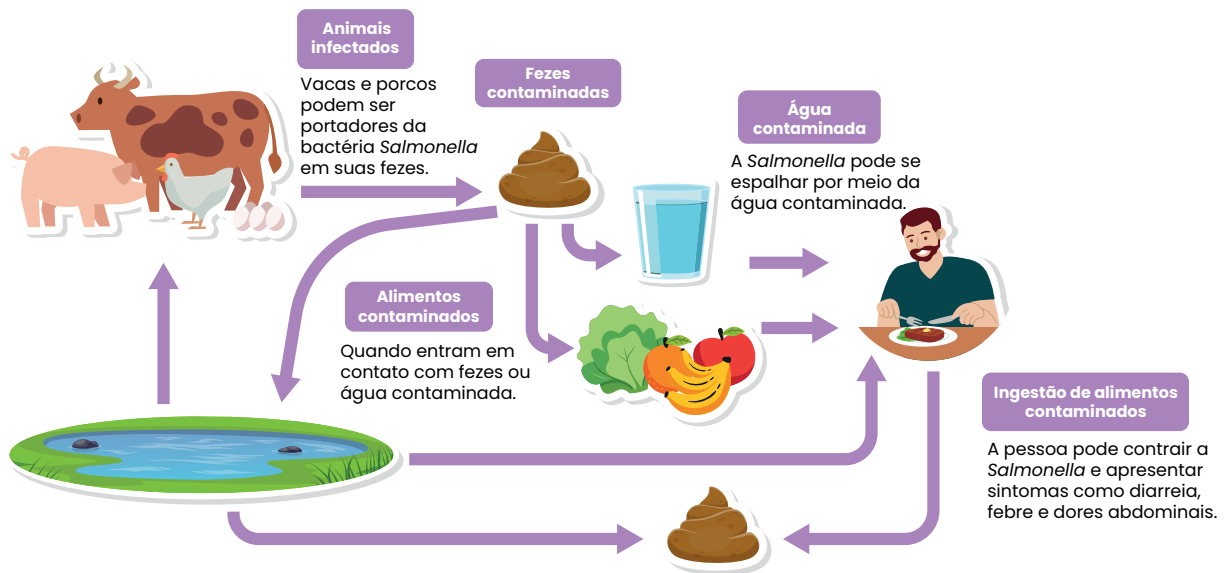 Animais
infectados
Vacas e porcos
podem ser
portadores da
bactéria Salmonella
em suas fezes.
Fezes
contaminadas
Água
contaminada
A Salmonella pode se
espalhar por meio da
água contaminada.
Alimentos
contaminados
Quando entram em
contato com fezes ou
água contaminada.
Ingestão de alimentos
contaminados
A pessoa pode contrair a
Salmonella e apresentar
sintomas como diarreia,
febre e dores abdominais.